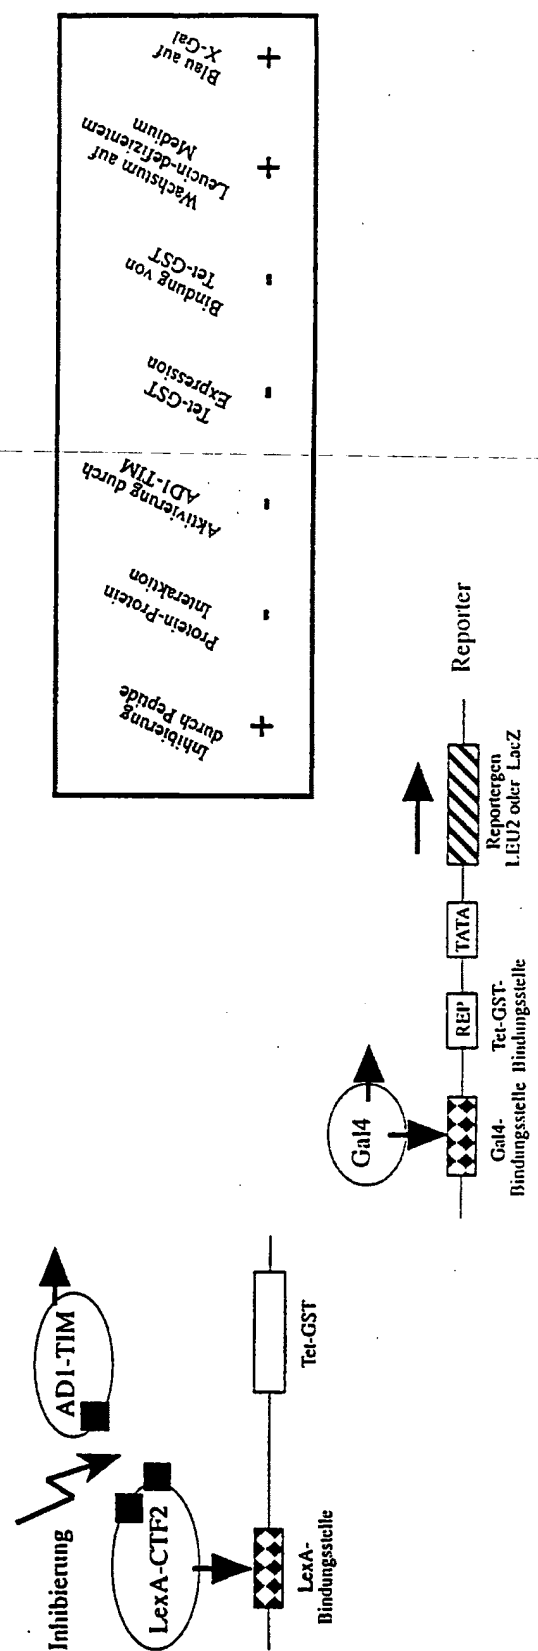 Inhibierung
AD1-TIM
LexA-CTF2
LexA-
Bindungsstelle
Tet-GST
Gal4
REP
TATA
Gal4-
Bindungsstelle
Tet-GST-
Bindungsstelle
Reportergen
LEU2 oder LacZ
Reporter
Inhibierung
durch Peptide
+
Protein-Protein
Interaktion
-
Aktivierung durch
AD1-TIM
-
Tet-GST
Expression
-
Bindung von
Tet-GST
-
Wachstum auf
Leucin-defizientem
Medium
+
Blau auf
X-Gal
+